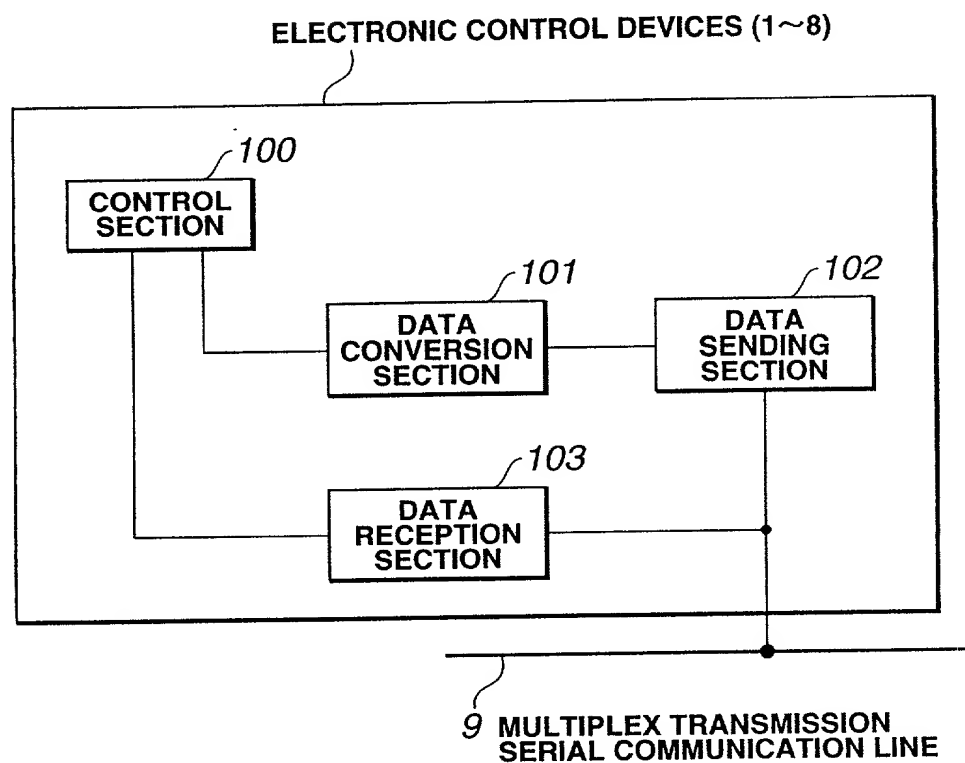 ELECTRONIC CONTROL DEVICES (1～8)
100
CONTROL
SECTION
101
DATA
CONVERSION
SECTION
102
DATA
SENDING
SECTION
103
DATA
RECEPTION
SECTION
9 MULTIPLEX TRANSMISSION
SERIAL COMMUNICATION LINE